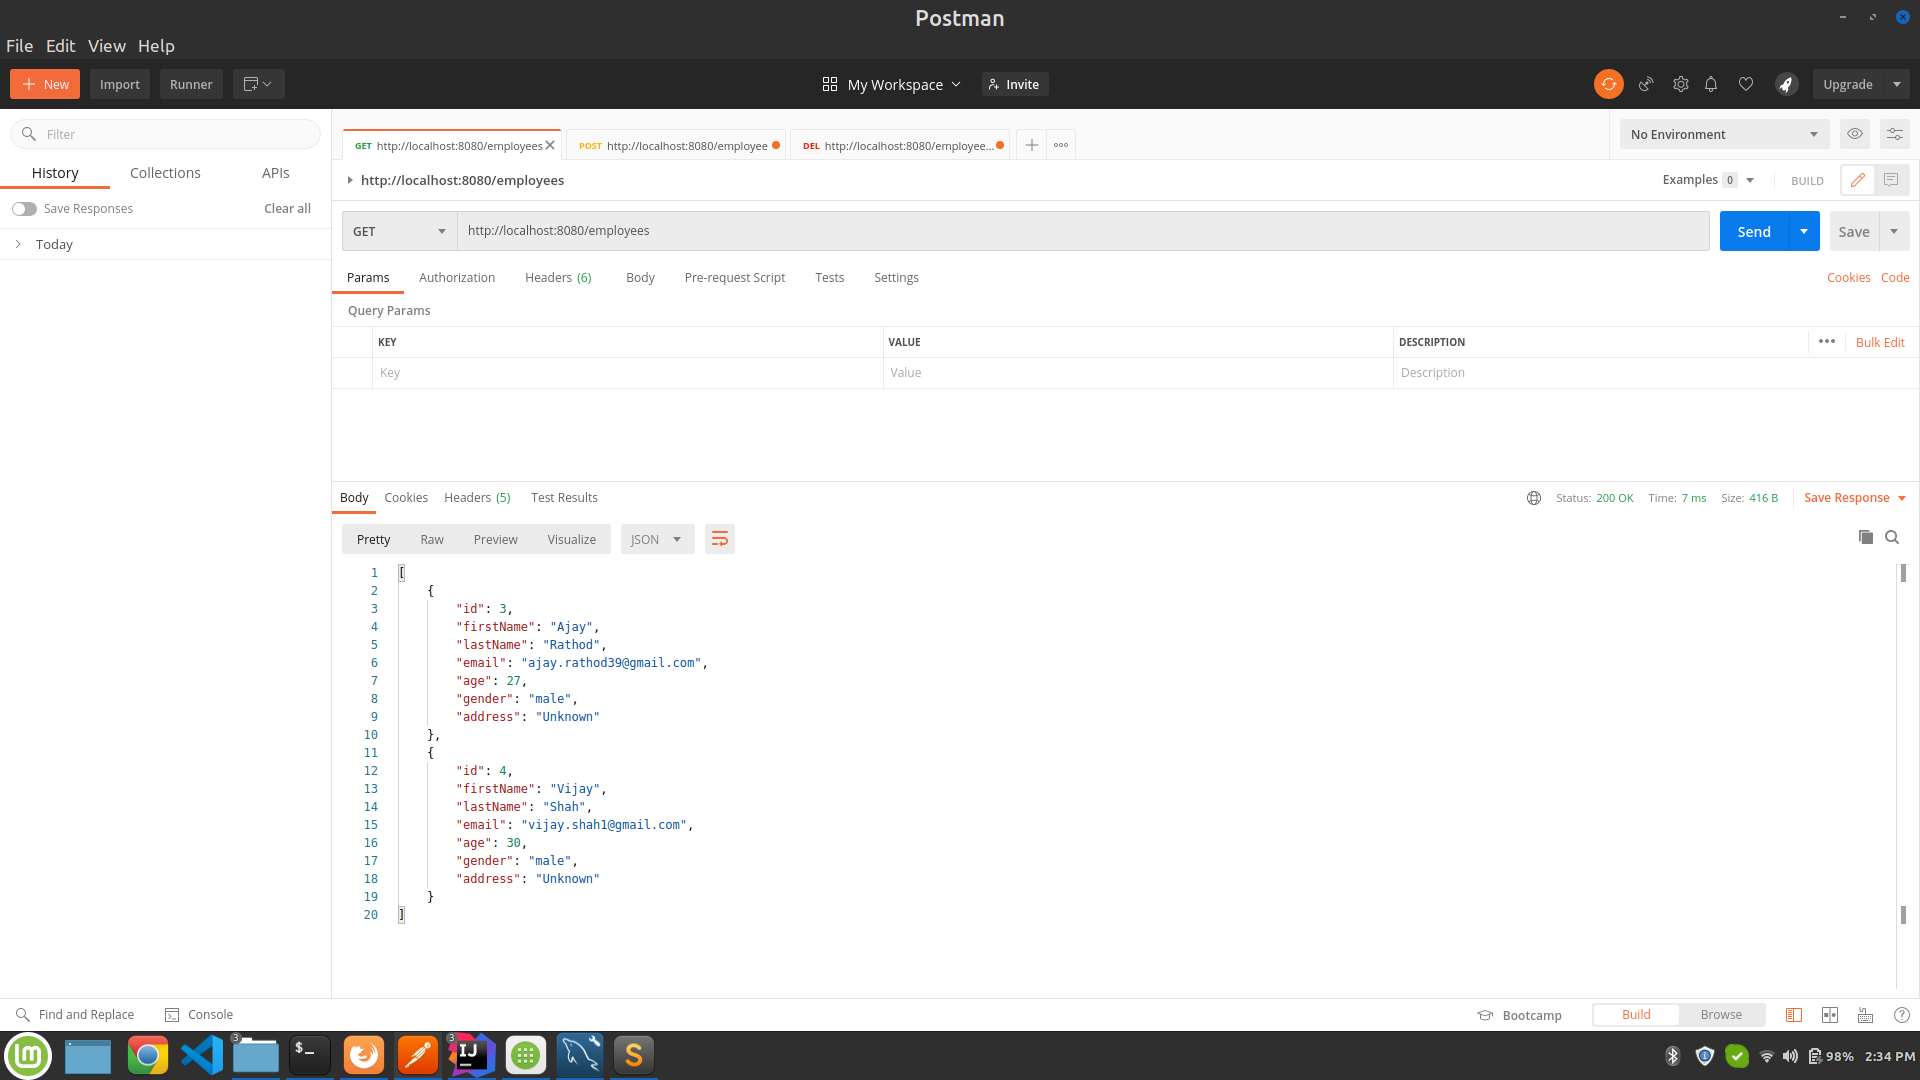 Postman
File Edit View Help
New Import Runner My Workspace Invite Upgrade
Filter
GET http://localhost:8080/employees POST http://localhost:8080/employee DEL http://localhost:8080/employee... No Environment
History Collections APIs
http://localhost:8080/employees Examples 0 BUILD
Save Responses Clear all
GET http://localhost:8080/employees Send Save
Today
Params Authorization Headers (6) Body Pre-request Script Tests Settings Cookies Code
Query Params
KEY VALUE DESCRIPTION Bulk Edit
Key Value Description
Body Cookies Headers (5) Test Results Status: 200 OK Time: 7 ms Size: 416 B Save Response
Pretty Raw Preview Visualize JSON
1 [
2 {
3 "id": 3,
4 "firstName": "Ajay",
5 "lastName": "Rathod",
6 "email": "ajay.rathod39@gmail.com",
7 "age": 27,
8 "gender": "male",
9 "address": "Unknown"
10 },
11 {
12 "id": 4,
13 "firstName": "Vijay",
14 "lastName": "Shah",
15 "email": "vijay.shah1@gmail.com",
16 "age": 30,
17 "gender": "male",
18 "address": "Unknown"
19 }
20 ]
Find and Replace Console Bootcamp Build Browse
3 $_ 3 IJ S 98% 2:34 PM